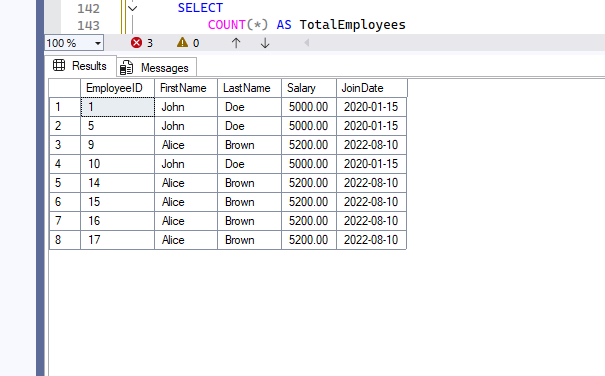 142 SELECT
143 COUNT(*) AS TotalEmployees
100 % 3 0
Results Messages
EmployeeID FirstName LastName Salary JoinDate
1 1 John Doe 5000.00 2020-01-15
2 5 John Doe 5000.00 2020-01-15
3 9 Alice Brown 5200.00 2022-08-10
4 10 John Doe 5000.00 2020-01-15
5 14 Alice Brown 5200.00 2022-08-10
6 15 Alice Brown 5200.00 2022-08-10
7 16 Alice Brown 5200.00 2022-08-10
8 17 Alice Brown 5200.00 2022-08-10